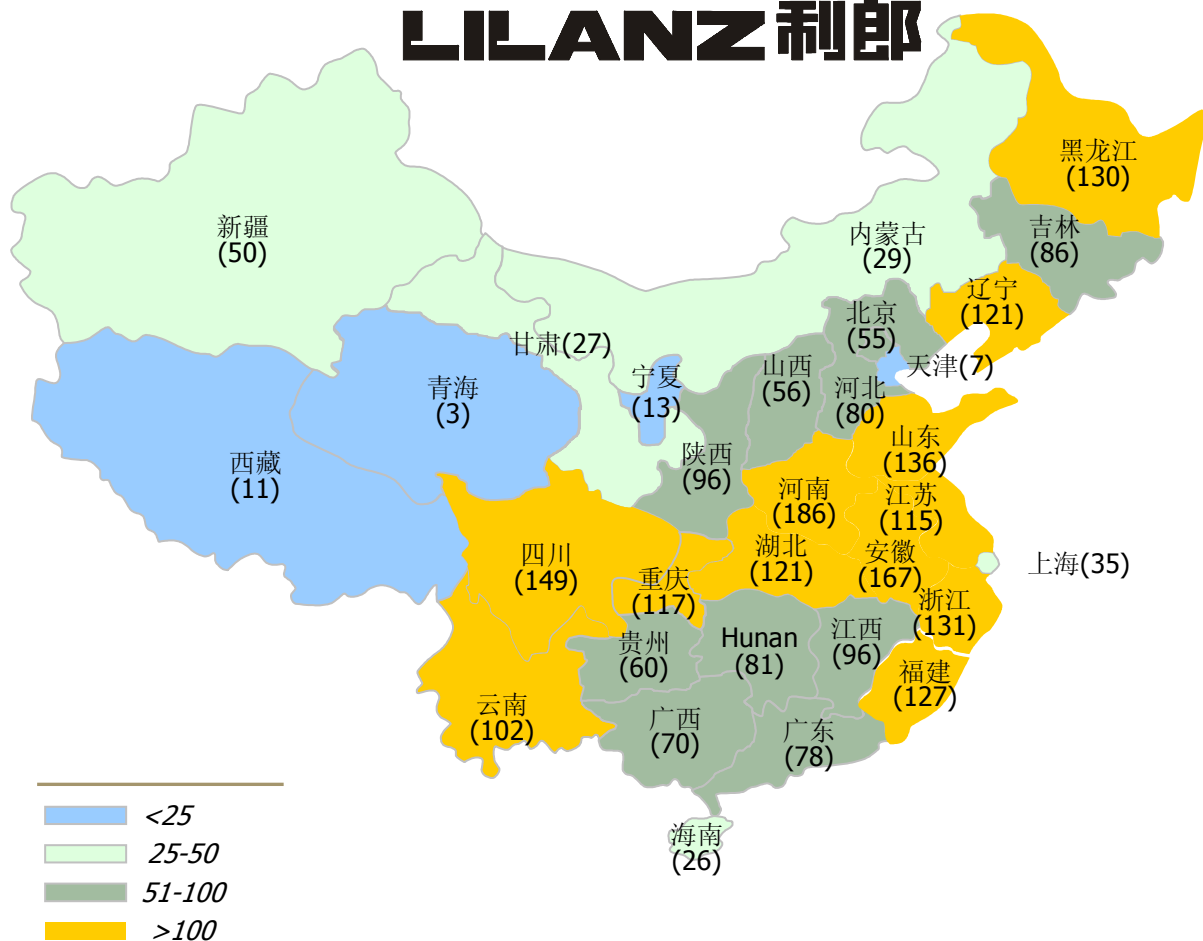 LILANZ利郎
黑龙江
(130)
新疆
(50)
内蒙古
(29)
吉林
(86)
辽宁
(121)
北京
(55)
甘肃(27)
天津(7)
山西
(56)
宁夏
(13)
青海
(3)
河北
(80)
山东
(136)
西藏
(11)
陕西
(96)
河南
(186)
江苏
(115)
四川
(149)
湖北
(121)
安徽
(167)
上海(35)
重庆
(117)
浙江
(131)
贵州
(60)
Hunan
(81)
江西
(96)
福建
(127)
云南
(102)
广西
(70)
广东
(78)
海南
(26)
<25
25-50
51-100
>100